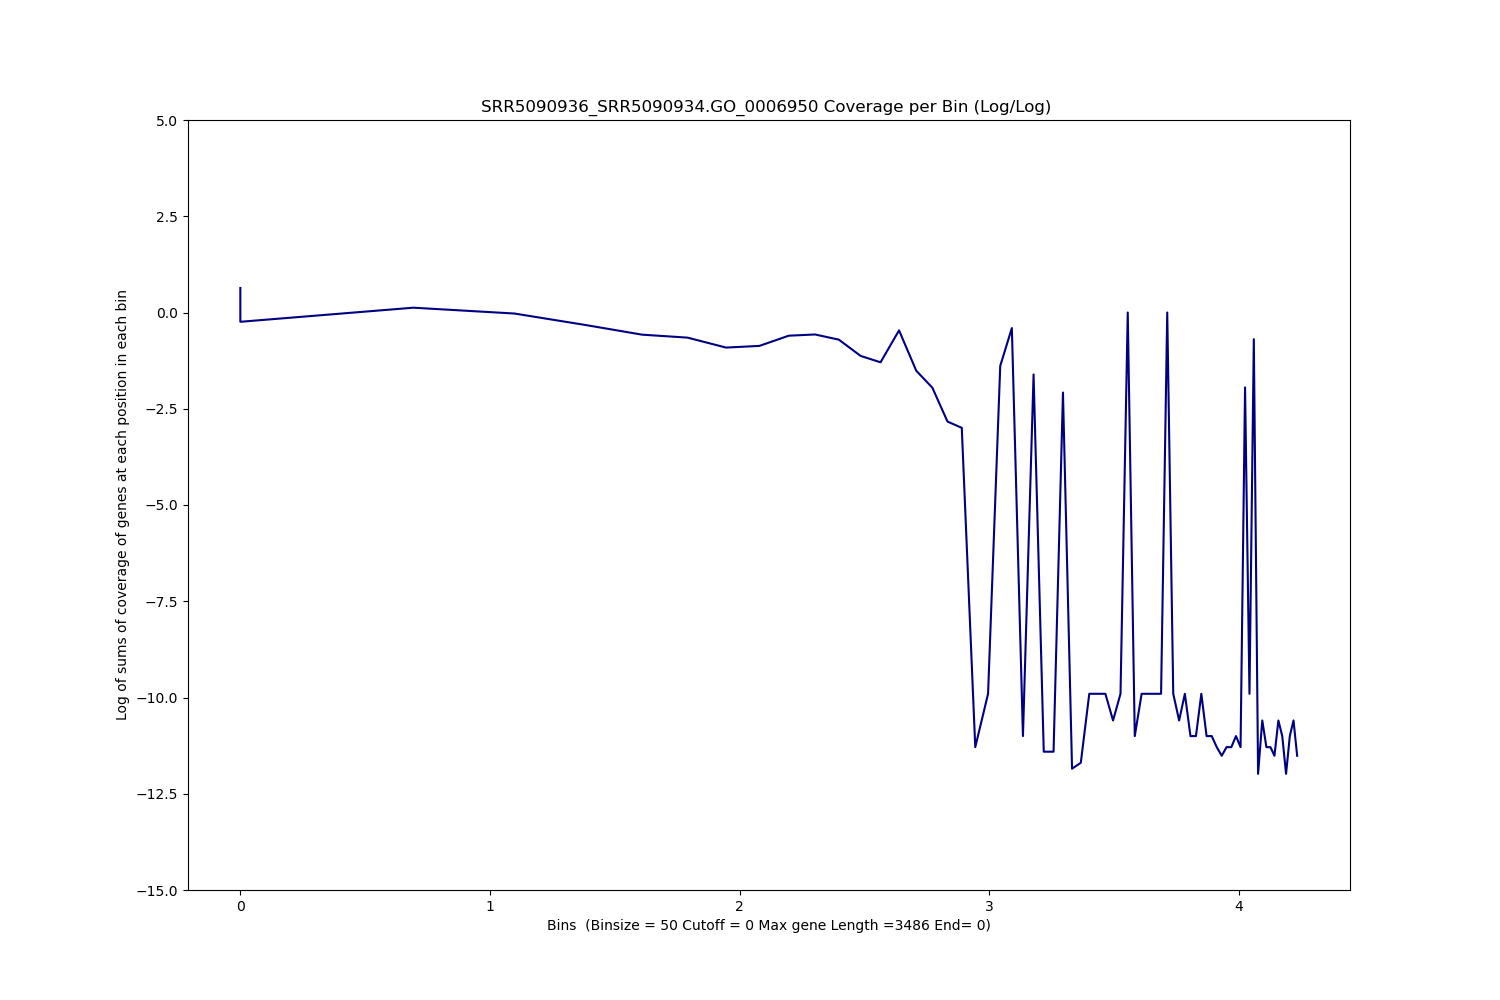 SRR5090936_SRR5090934.GO_0006950 Coverage per Bin (Log/Log)
5.0
2.5
0.0
−2.5
−5.0
−7.5
−10.0
−12.5
−15.0
Log of sums of coverage of genes at each position in each bin
0 1 2 3 4
Bins  (Binsize = 50 Cutoff = 0 Max gene Length =3486 End= 0)